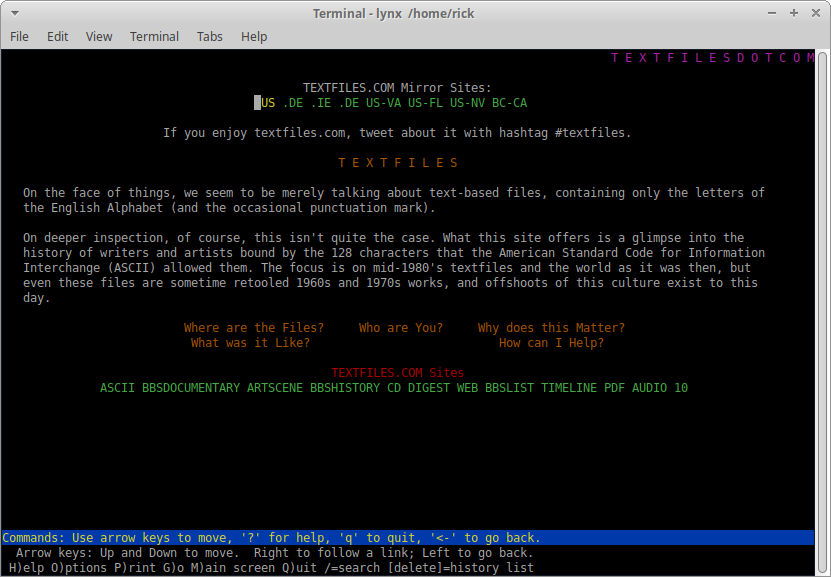 Terminal - lynx /home/rick
File Edit View Terminal Tabs Help
T E X T F I L E S D O T C O M
TEXTFILES.COM Mirror Sites:
US .DE .IE .DE US-VA US-FL US-NV BC-CA
If you enjoy textfiles.com, tweet about it with hashtag #textfiles.
T E X T F I L E S
On the face of things, we seem to be merely talking about text-based files, containing only the letters of
the English Alphabet (and the occasional punctuation mark).
On deeper inspection, of course, this isn't quite the case. What this site offers is a glimpse into the
history of writers and artists bound by the 128 characters that the American Standard Code for Information
Interchange (ASCII) allowed them. The focus is on mid-1980's textfiles and the world as it was then, but
even these files are sometime retooled 1960s and 1970s works, and offshoots of this culture exist to this
day.
Where are the Files? Who are You? Why does this Matter?
What was it Like? How can I Help?
TEXTFILES.COM Sites
ASCII BBSDOCUMENTARY ARTSCENE BBSHISTORY CD DIGEST WEB BBSLIST TIMELINE PDF AUDIO 10
Commands: Use arrow keys to move, '?' for help, 'q' to quit, '<-' to go back.
Arrow keys: Up and Down to move. Right to follow a link; Left to go back.
H)elp O)ptions P)rint G)o M)ain screen Q)uit /=search [delete]=history list